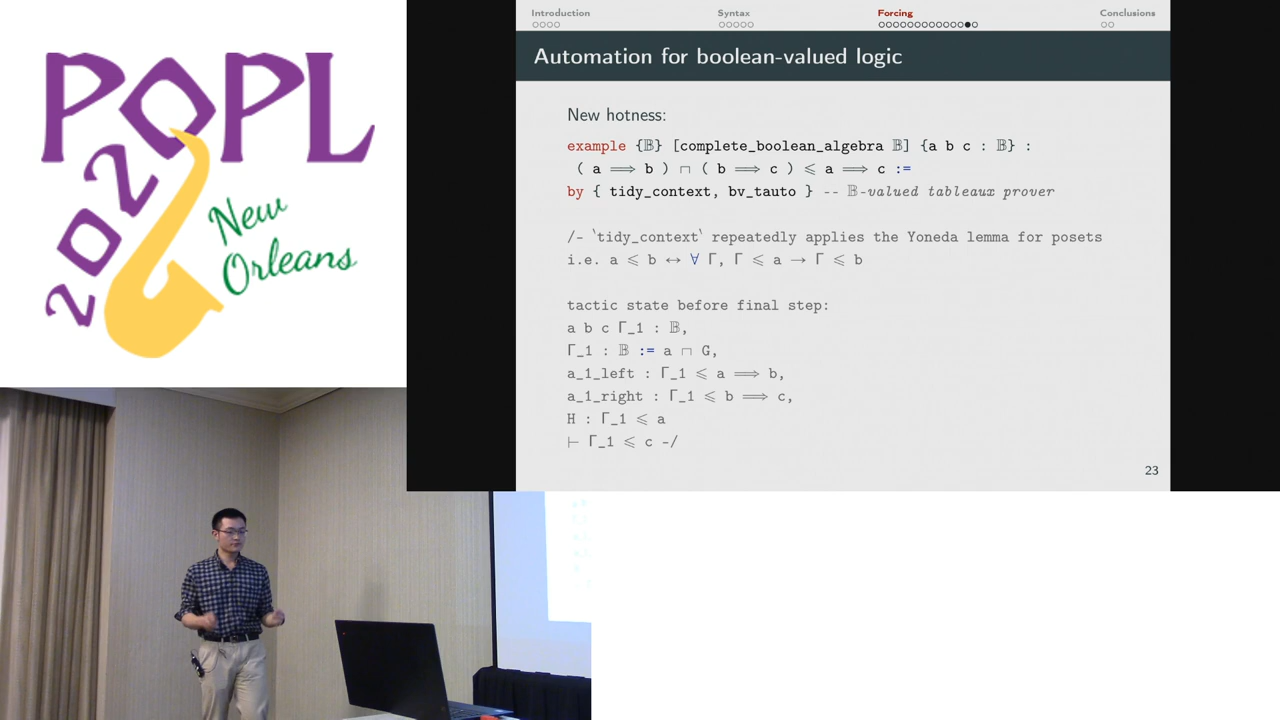 POPL
2020
New
Orleans
Introduction Syntax Forcing Conclusions
Automation for boolean-valued logic
New hotness:
example {𝔹} [complete_boolean_algebra 𝔹] {a b c : 𝔹} :
( a ⟹ b ) ⊓ ( b ⟹ c ) ⩽ a ⟹ c :=
by { tidy_context, bv_tauto } -- 𝔹-valued tableaux prover
/- `tidy_context` repeatedly applies the Yoneda lemma for posets
i.e. a ⩽ b ↔ ∀ Γ, Γ ⩽ a → Γ ⩽ b
tactic state before final step:
a b c Γ_1 : 𝔹,
Γ_1 : 𝔹 := a ⊓ G,
a_1_left : Γ_1 ⩽ a ⟹ b,
a_1_right : Γ_1 ⩽ b ⟹ c,
H : Γ_1 ⩽ a
⊢ Γ_1 ⩽ c -/
23